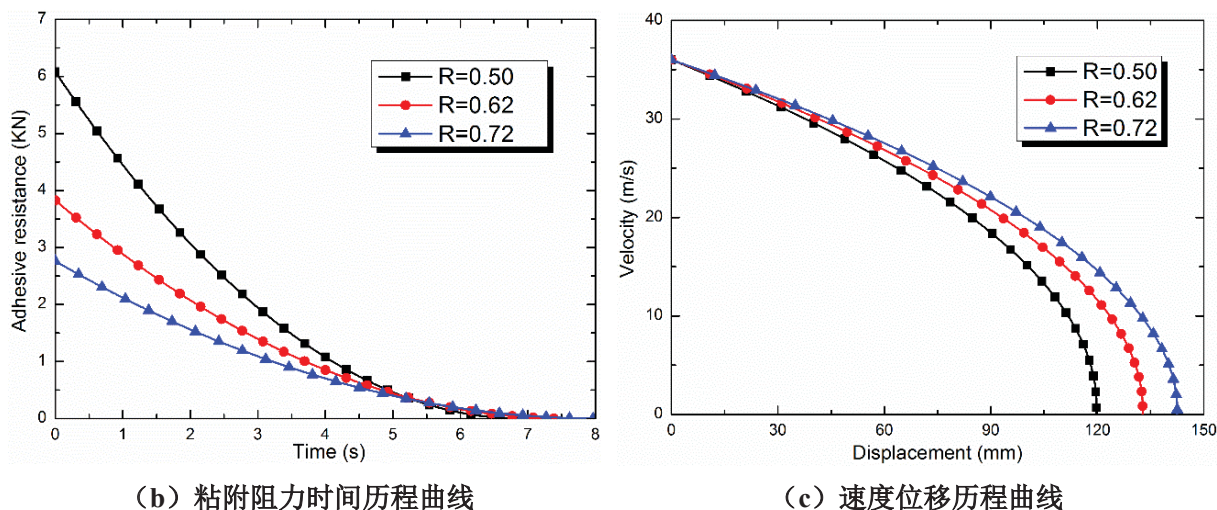 7
6
5
4
3
2
1
0
Adhesive resistance (KN)
R=0.50
R=0.62
R=0.72
0 1 2 3 4 5 6 7 8
Time (s)
(b)粘附阻力时间历程曲线
40
30
20
10
0
Velocity (m/s)
R=0.50
R=0.62
R=0.72
0 30 60 90 120 150
Displacement (mm)
(c)速度位移历程曲线